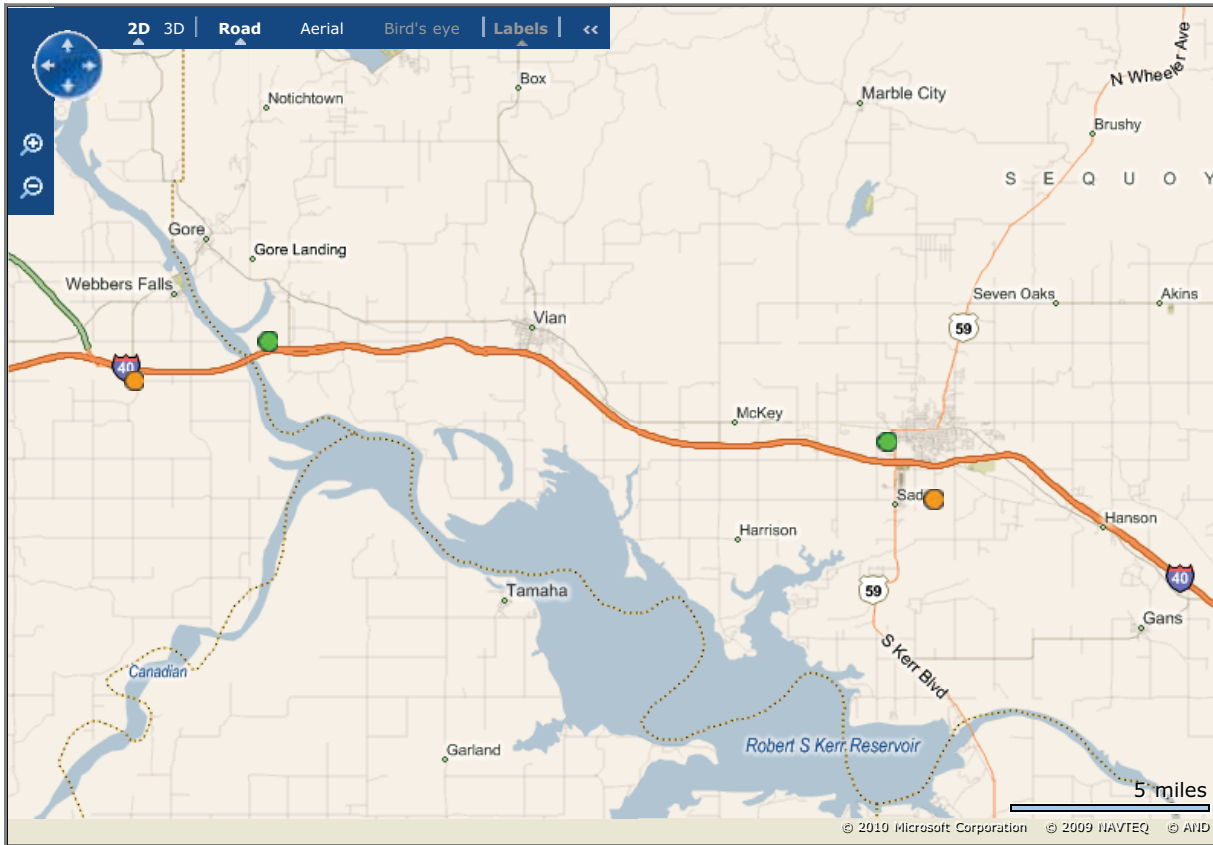 2D 3D Road Aerial Bird's eye Labels «
Box
Notichtown
Marble City
N Wheeler Ave
Brushy
S E Q U O Y
Gore
Gore Landing
Webbers Falls
Seven Oaks
Akins
Vian
59
40
McKey
Sad
Hanson
Harrison
40
59
Tamaha
Gans
S Kerr Blvd
Canadian
Robert S Kerr Reservoir
Garland
5 miles
© 2010 Microsoft Corporation © 2009 NAVTEQ © AND